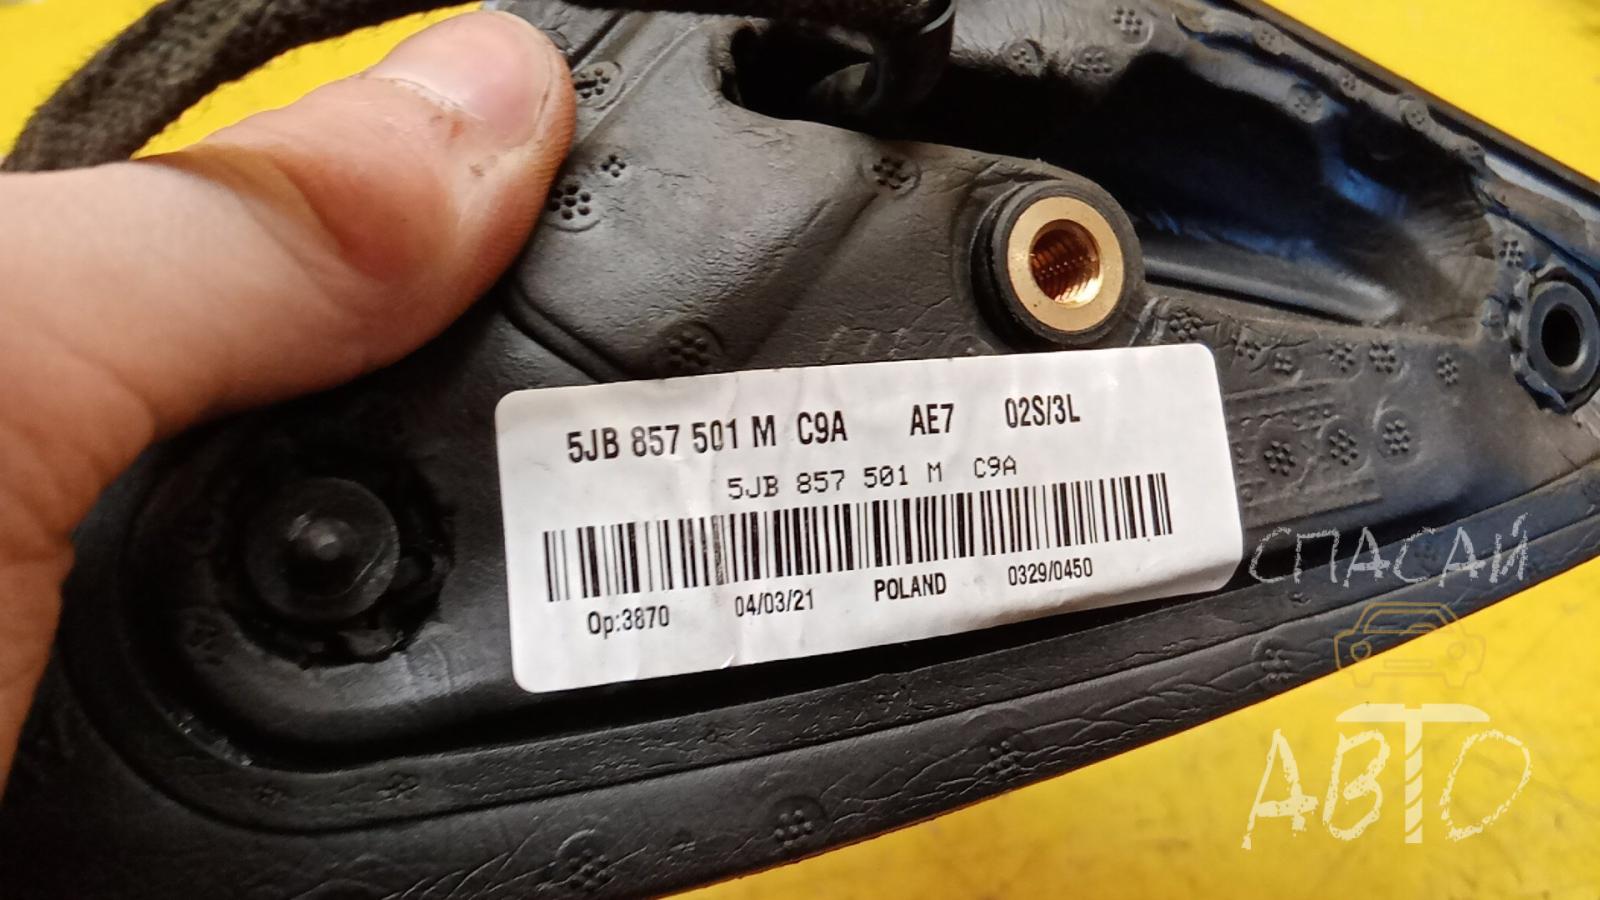 5JB 857 501 M C9A AE7 02S/3L
5JB 857 501 M C9A
Op:3870 04/03/21 POLAND 0329/0450
СПАСАЙ
АВТО